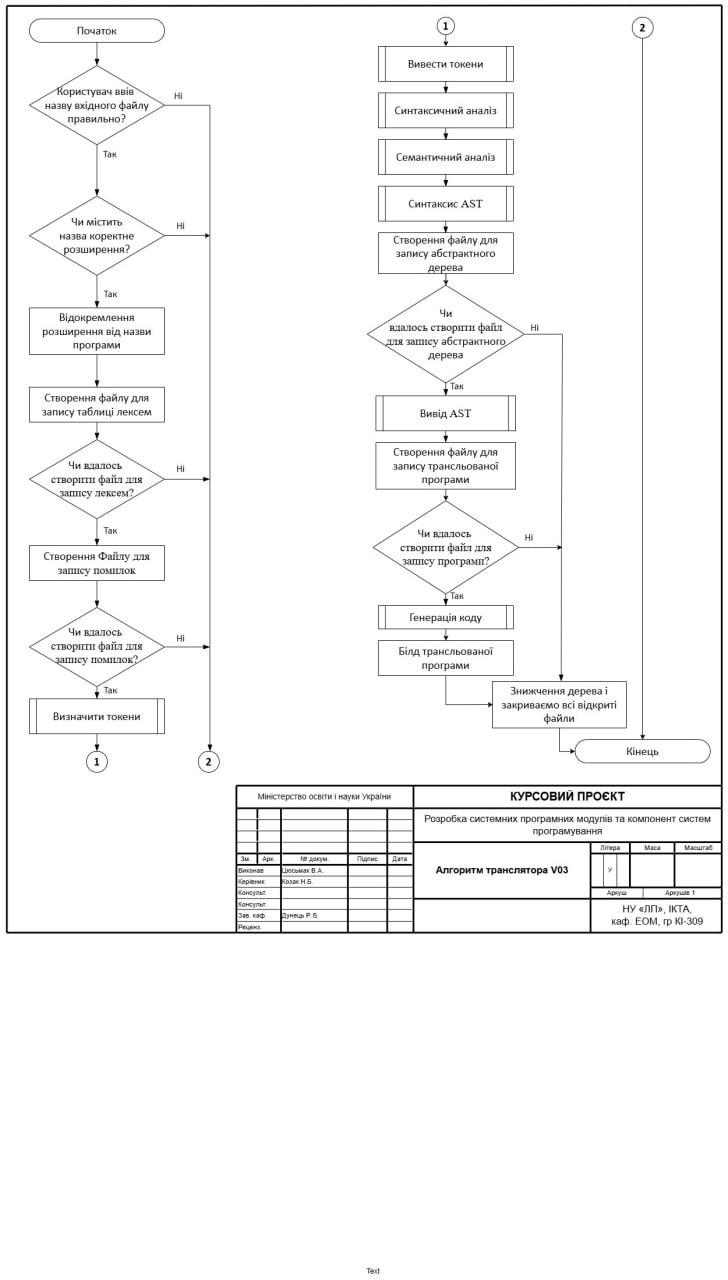 Початок
Користувач ввів
назву вхідного файлу
правильно?
Ні
Так
Чи містить
назва коректне
розширення?
Ні
Так
Відокремлення
розширення від назви
програми
Створення файлу для
запису таблиці лексем
Чи вдалось
створити файл для
запису лексем?
Ні
Так
Створення Файлу для
запису помилок
Чи вдалось
створити файл для
запису помилок?
Ні
Так
Визначити токени
1
2
1
Вивести токени
Синтаксичний аналіз
Семантичний аналіз
Синтаксис AST
Створення файлу для
запису абстрактного
дерева
Чи
вдалось створити файл
для запису абстрактного
дерева
Ні
Так
Вивід AST
Створення файлу для
запису трансльованої
програми
Чи вдалось
створити файл для
запису програми?
Ні
Так
Генерація коду
Білд трансльованої
програми
Знижчення дерева і
закриваємо всі відкриті
файли
2
Кінець
Міністерство освіти і науки України
КУРСОВИЙ ПРОЄКТ
Розробка системних програмних модулів та компонент систем
програмування
Зм. Арк. № докум. Підпис Дата
Виконав Цюсьмак В.А.
Керівник Козак Н.Б.
Консульт.
Консульт.
Зав. каф. Дунець Р. Б.
Реценз.
Алгоритм транслятора V03
Літера Маса Масштаб
У
Аркуш Аркушів 1
НУ «ЛП», ІКТА,
каф. ЕОМ, гр КІ-309
Text